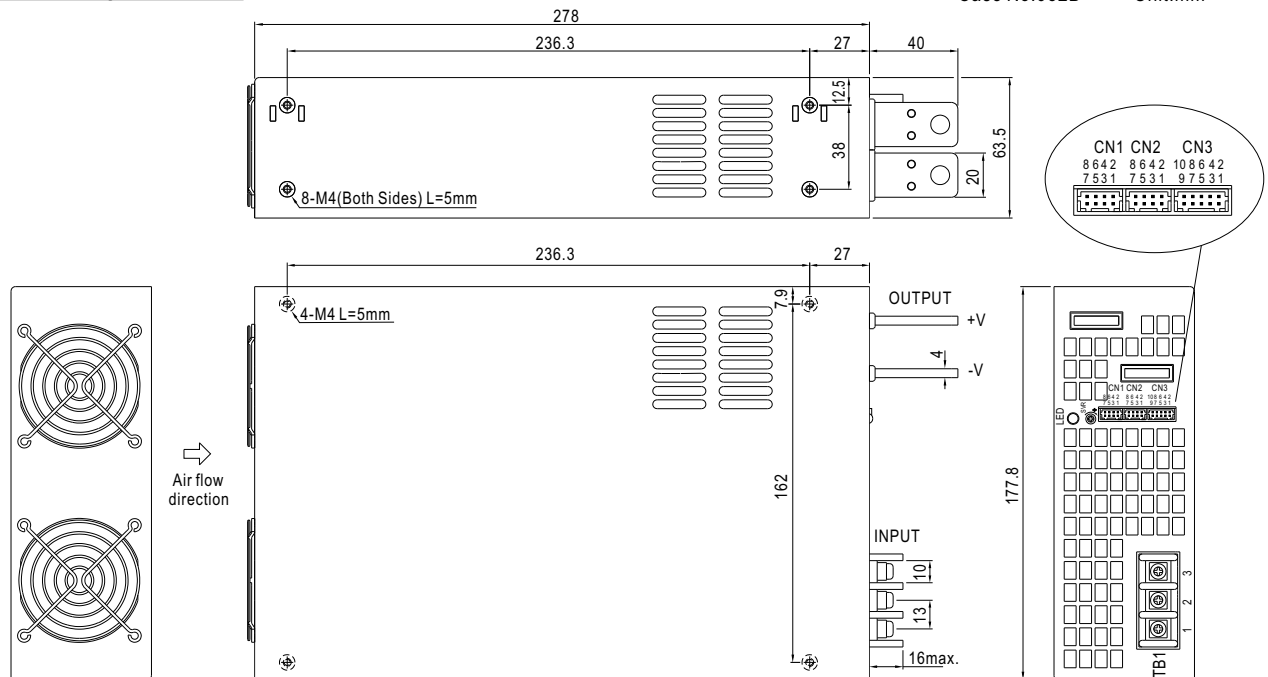 278
236.3
27
40
12.5
38
63.5
20
8-M4(Both Sides) L=5mm
CN1 CN2 CN3
8 6 4 2 8 6 4 2 10 8 6 4 2
7 5 3 1 7 5 3 1 9 7 5 3 1
236.3
27
7.9
4-M4 L=5mm
OUTPUT
+V
4
-V
Air flow
direction
162
INPUT
10
13
16max.
177.8
CN1 CN2 CN3
8 6 4 2 8 6 4 2 10 8 6 4 2
7 5 3 1 7 5 3 1 9 7 5 3 1
LED
SVR
3
2
1
TB1